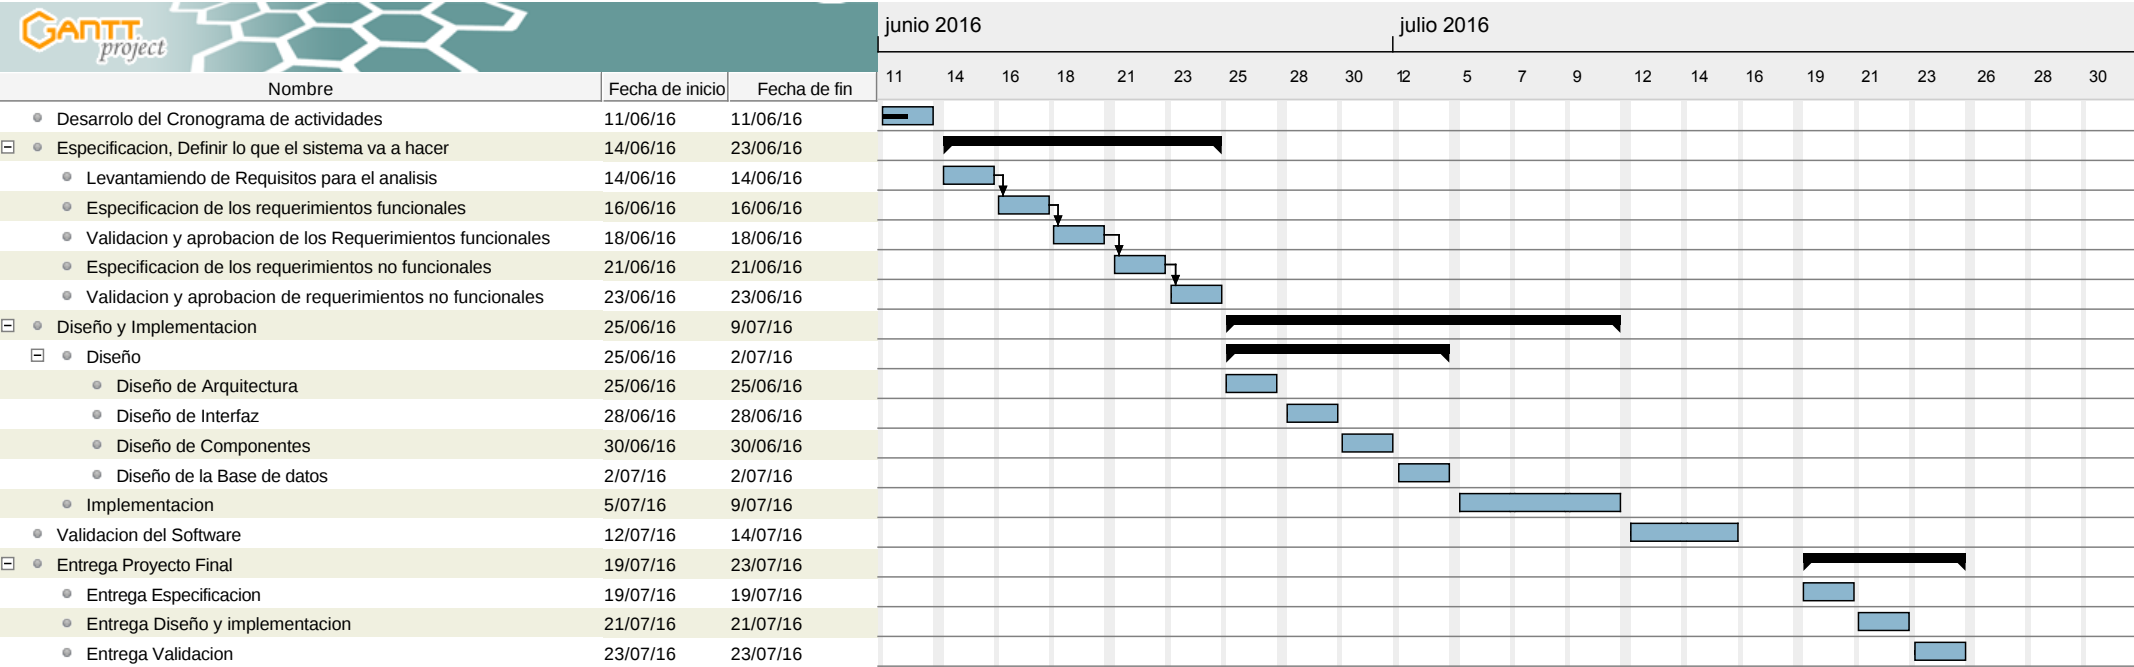 GANTT project
junio 2016 julio 2016
11 14 16 18 21 23 25 28 30 12 5 7 9 12 14 16 19 21 23 26 28 30
Nombre Fecha de inicio Fecha de fin
Desarrolo del Cronograma de actividades 11/06/16 11/06/16
Especificacion, Definir lo que el sistema va a hacer 14/06/16 23/06/16
Levantamiendo de Requisitos para el analisis 14/06/16 14/06/16
Especificacion de los requerimientos funcionales 16/06/16 16/06/16
Validacion y aprobacion de los Requerimientos funcionales 18/06/16 18/06/16
Especificacion de los requerimientos no funcionales 21/06/16 21/06/16
Validacion y aprobacion de requerimientos no funcionales 23/06/16 23/06/16
Diseño y Implementacion 25/06/16 9/07/16
Diseño 25/06/16 2/07/16
Diseño de Arquitectura 25/06/16 25/06/16
Diseño de Interfaz 28/06/16 28/06/16
Diseño de Componentes 30/06/16 30/06/16
Diseño de la Base de datos 2/07/16 2/07/16
Implementacion 5/07/16 9/07/16
Validacion del Software 12/07/16 14/07/16
Entrega Proyecto Final 19/07/16 23/07/16
Entrega Especificacion 19/07/16 19/07/16
Entrega Diseño y implementacion 21/07/16 21/07/16
Entrega Validacion 23/07/16 23/07/16